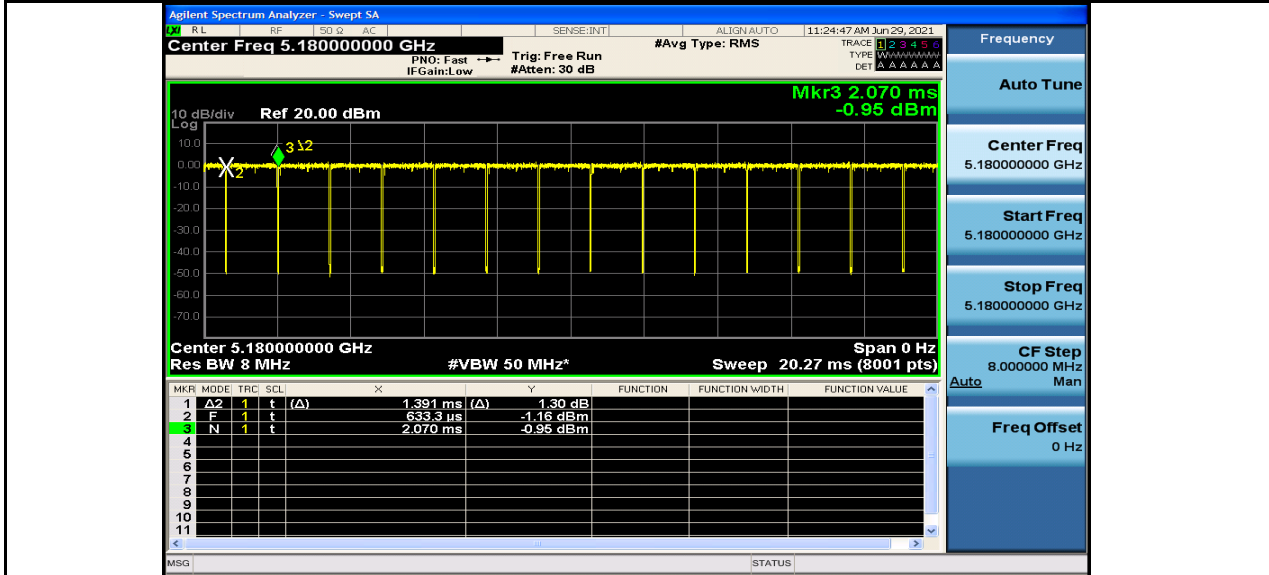 Agilent Spectrum Analyzer - Swept SA
LXI RL RF 50 Ω AC SENSE:INT ALIGN AUTO 11:24:47 AM Jun 29, 2021
Center Freq 5.180000000 GHz
PNO: Fast
IFGain:Low
Trig: Free Run
#Atten: 30 dB
#Avg Type: RMS
TRACE 1 2 3 4 5 6
TYPE WWWWWW
DET A A A A A A
Mkr3 2.070 ms
-0.95 dBm
10 dB/div Ref 20.00 dBm
Log
10.0
0.00
-10.0
-20.0
-30.0
-40.0
-50.0
-60.0
-70.0
2
3 Δ2
Center 5.180000000 GHz Span 0 Hz
Res BW 8 MHz #VBW 50 MHz* Sweep 20.27 ms (8001 pts)
MKR MODE TRC SCL X Y FUNCTION FUNCTION WIDTH FUNCTION VALUE
1 Δ2 1 t (Δ) 1.391 ms (Δ) 1.30 dB
2 F 1 t 633.3 µs -1.16 dBm
3 N 1 t 2.070 ms -0.95 dBm
4
5
6
7
8
9
10
11
MSG STATUS
Frequency
Auto Tune
Center Freq
5.180000000 GHz
Start Freq
5.180000000 GHz
Stop Freq
5.180000000 GHz
CF Step
8.000000 MHz
Auto Man
Freq Offset
0 Hz